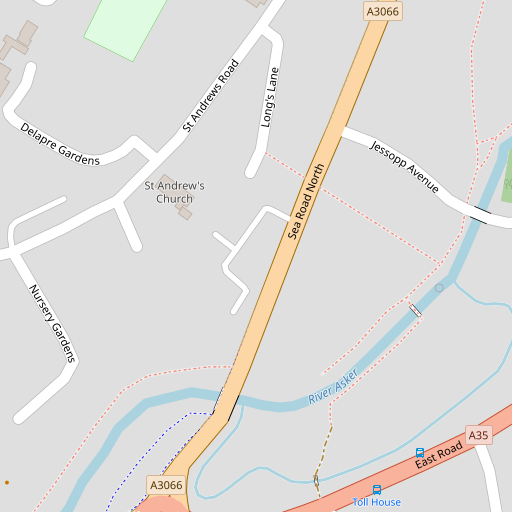 A3066
St Andrews Road
Long's Lane
Delapre Gardens
Jessopp Avenue
St Andrew's
Church
Sea Road North
Nursery Gardens
River Asker
A35
East Road
A3066
Toll House